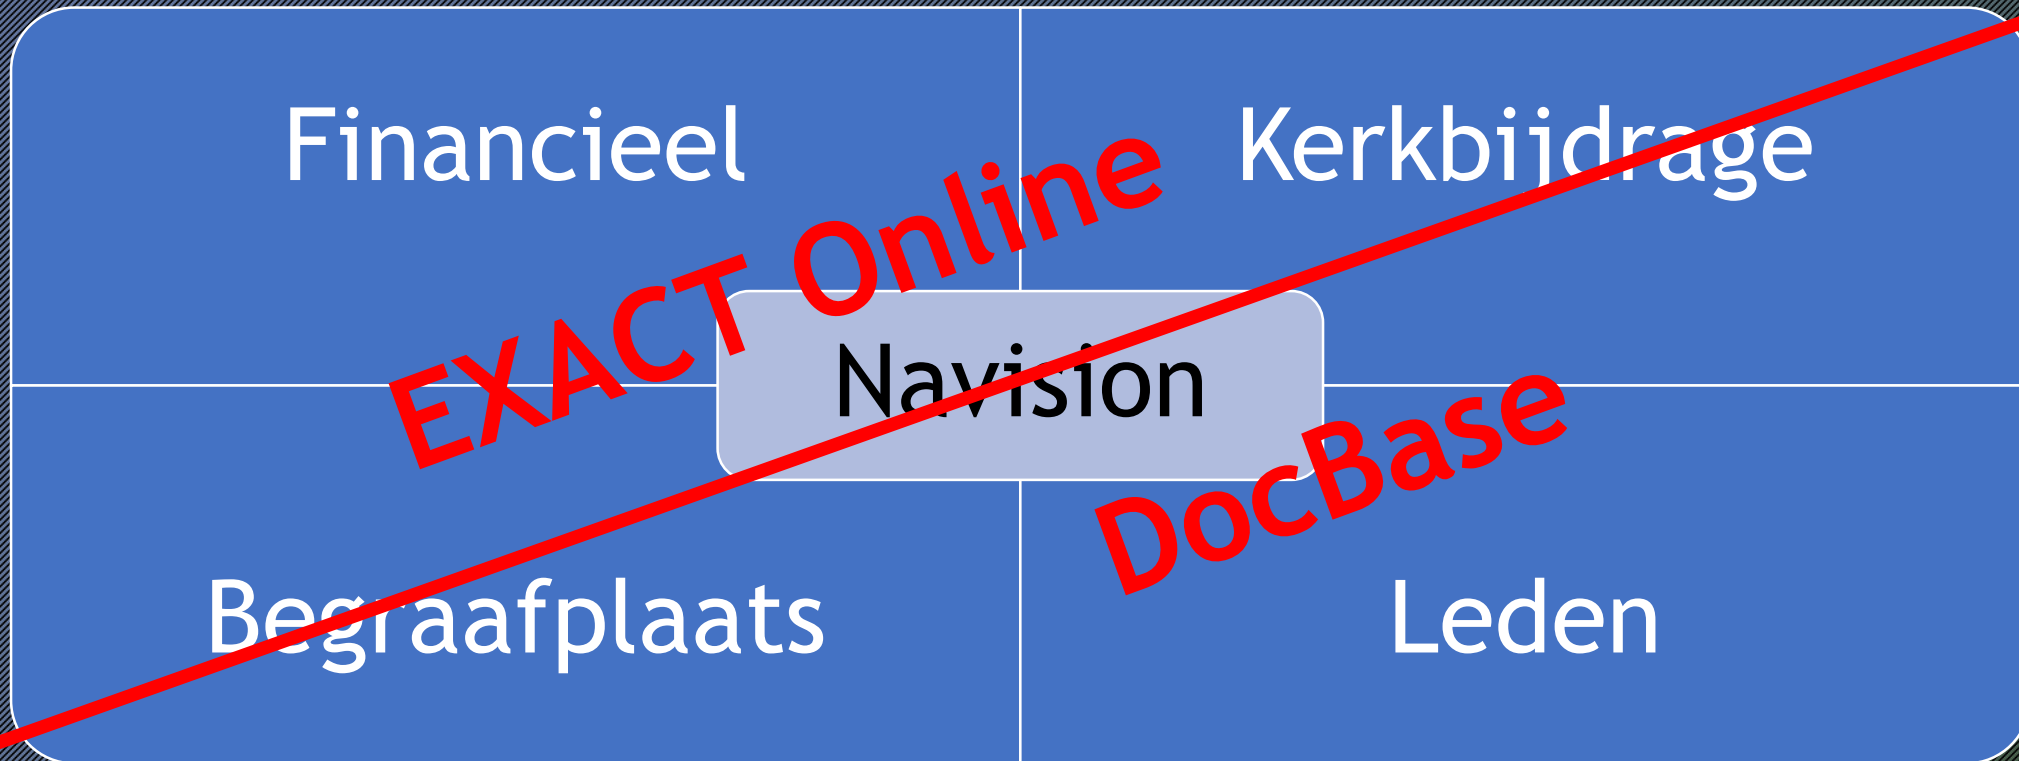 Financieel
Kerkbijdrage
EXACT Online
Navision
DocBase
Begraafplaats
Leden